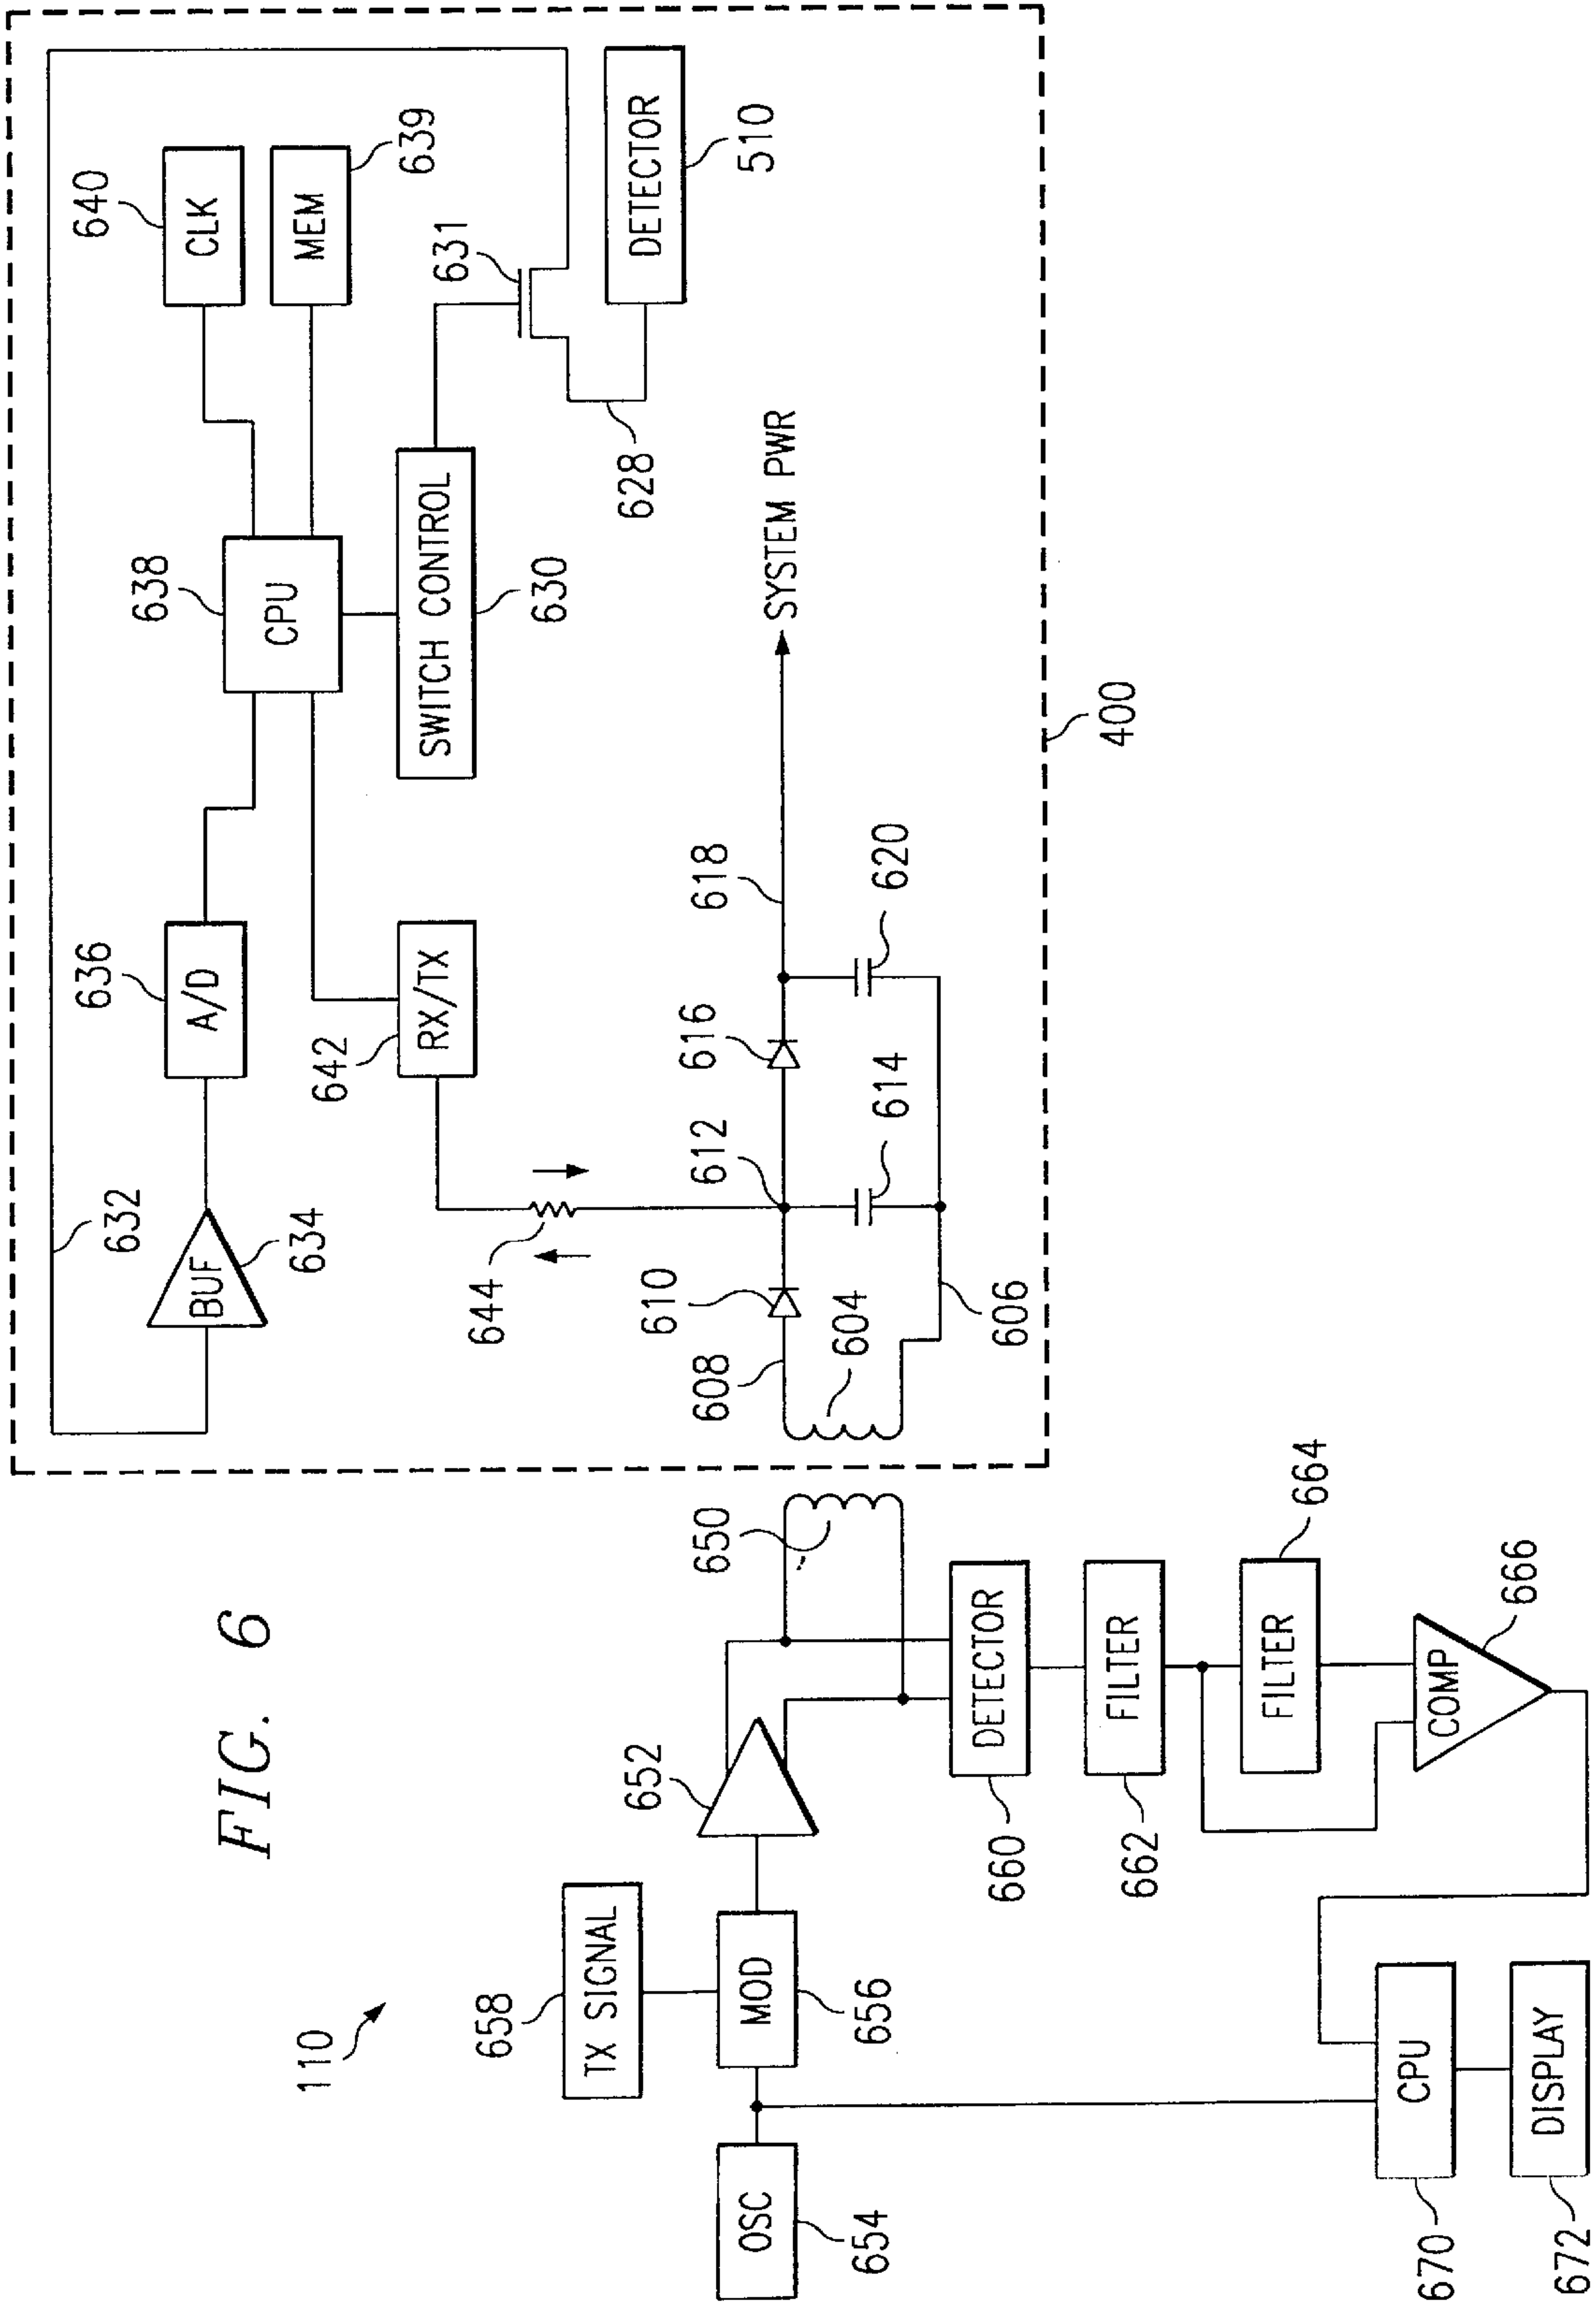 FIG. 6
110
658
TX SIGNAL
OSC
654
MOD
656
652
650
DETECTOR
660
FILTER
662
FILTER
664
COMP
666
CPU
670
DISPLAY
672
632
BUF
634
636
A/D
638
CPU
640
CLK
MEM
639
642
RX/TX
SWITCH CONTROL
630
631
628
DETECTOR
510
644
608
610
604
606
612
614
616
618
620
SYSTEM PWR
400